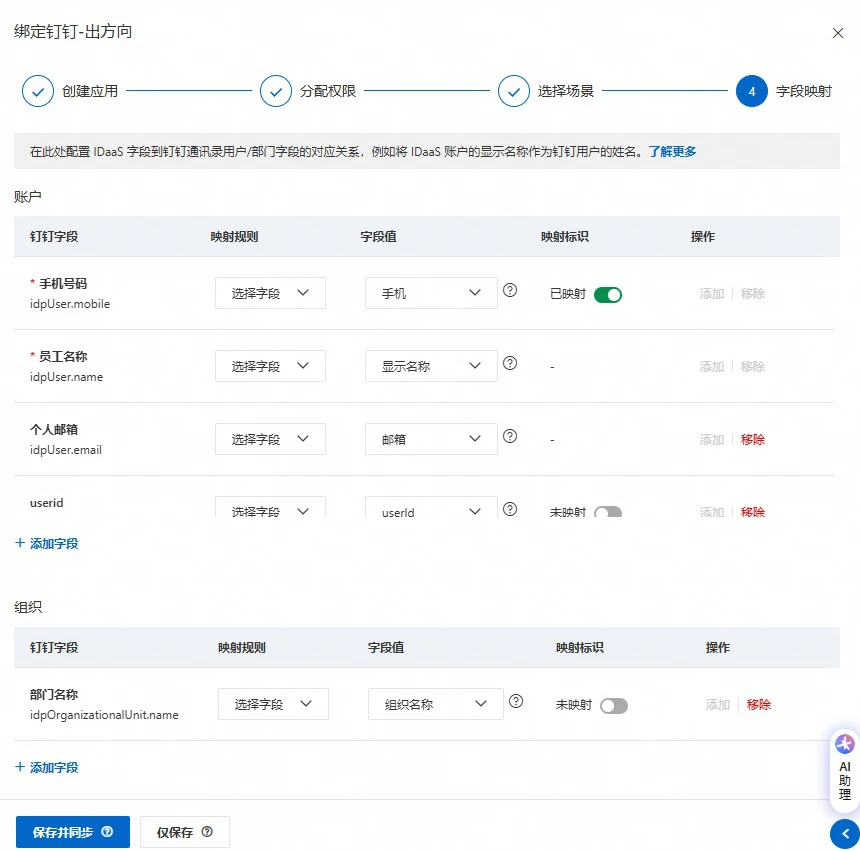 绑定钉钉-出方向
创建应用 分配权限 选择场景 4 字段映射
在此处配置 IDaaS 字段到钉钉通讯录用户/部门字段的对应关系，例如将 IDaaS 账户的显示名称作为钉钉用户的姓名。了解更多
账户
钉钉字段 映射规则 字段值 映射标识 操作
* 手机号码
idpUser.mobile
选择字段 手机 已映射 添加 移除
* 员工名称
idpUser.name
选择字段 显示名称 - 添加 移除
个人邮箱
idpUser.email
选择字段 邮箱 - 添加 移除
userid
选择字段 userId 未映射 添加 移除
+ 添加字段
组织
钉钉字段 映射规则 字段值 映射标识 操作
部门名称
idpOrganizationalUnit.name
选择字段 组织名称 未映射 添加 移除
+ 添加字段
AI
助
理
保存并同步 仅保存